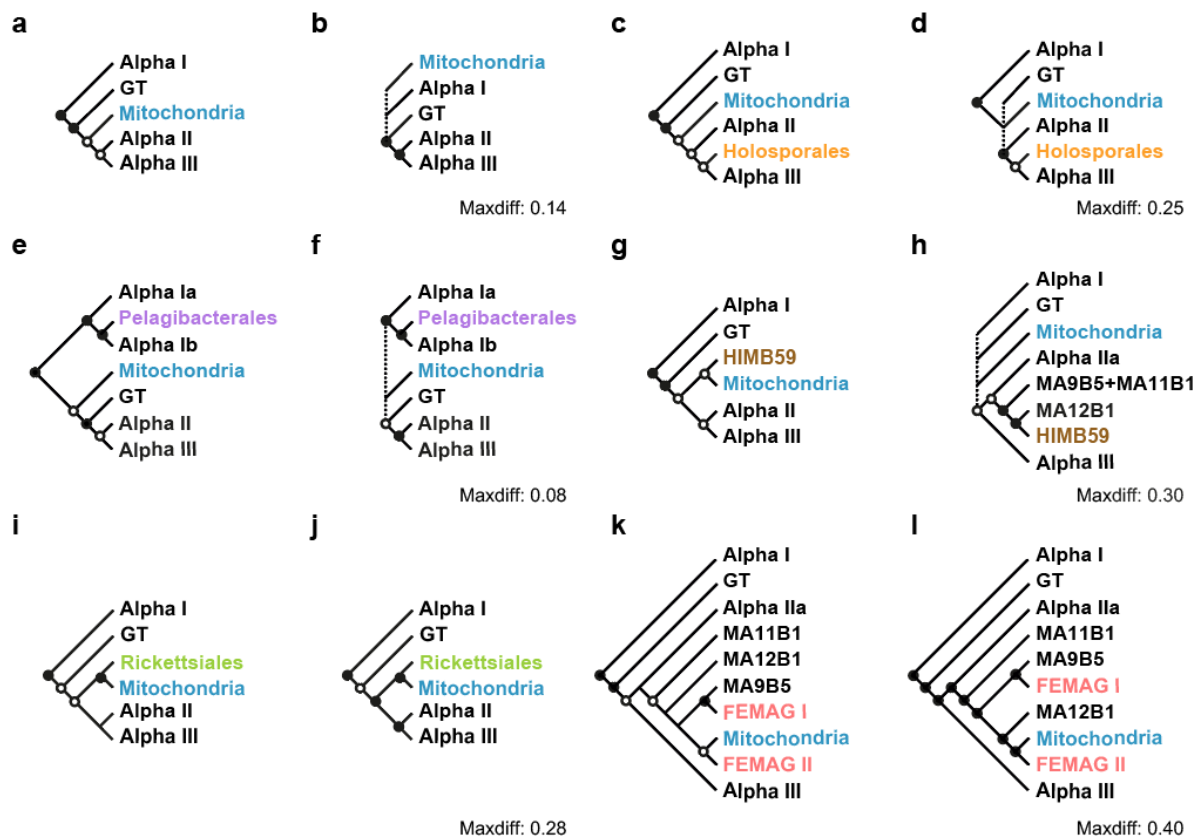 a
Alpha I
GT
Mitochondria
Alpha II
Alpha III
b
Mitochondria
Alpha I
GT
Alpha II
Alpha III
Maxdiff: 0.14
c
Alpha I
GT
Mitochondria
Alpha II
Holosporales
Alpha III
d
Alpha I
GT
Mitochondria
Alpha II
Holosporales
Alpha III
Maxdiff: 0.25
e
Alpha Ia
Pelagibacterales
Alpha Ib
Mitochondria
GT
Alpha II
Alpha III
f
Alpha Ia
Pelagibacterales
Alpha Ib
Mitochondria
GT
Alpha II
Alpha III
Maxdiff: 0.08
g
Alpha I
GT
HIMB59
Mitochondria
Alpha II
Alpha III
h
Alpha I
GT
Mitochondria
Alpha IIa
MA9B5+MA11B1
MA12B1
HIMB59
Alpha III
Maxdiff: 0.30
i
Alpha I
GT
Rickettsiales
Mitochondria
Alpha II
Alpha III
j
Alpha I
GT
Rickettsiales
Mitochondria
Alpha II
Alpha III
Maxdiff: 0.28
k
Alpha I
GT
Alpha IIa
MA11B1
MA12B1
MA9B5
FEMAG I
Mitochondria
FEMAG II
Alpha III
l
Alpha I
GT
Alpha IIa
MA11B1
MA9B5
FEMAG I
MA12B1
Mitochondria
FEMAG II
Alpha III
Maxdiff: 0.40